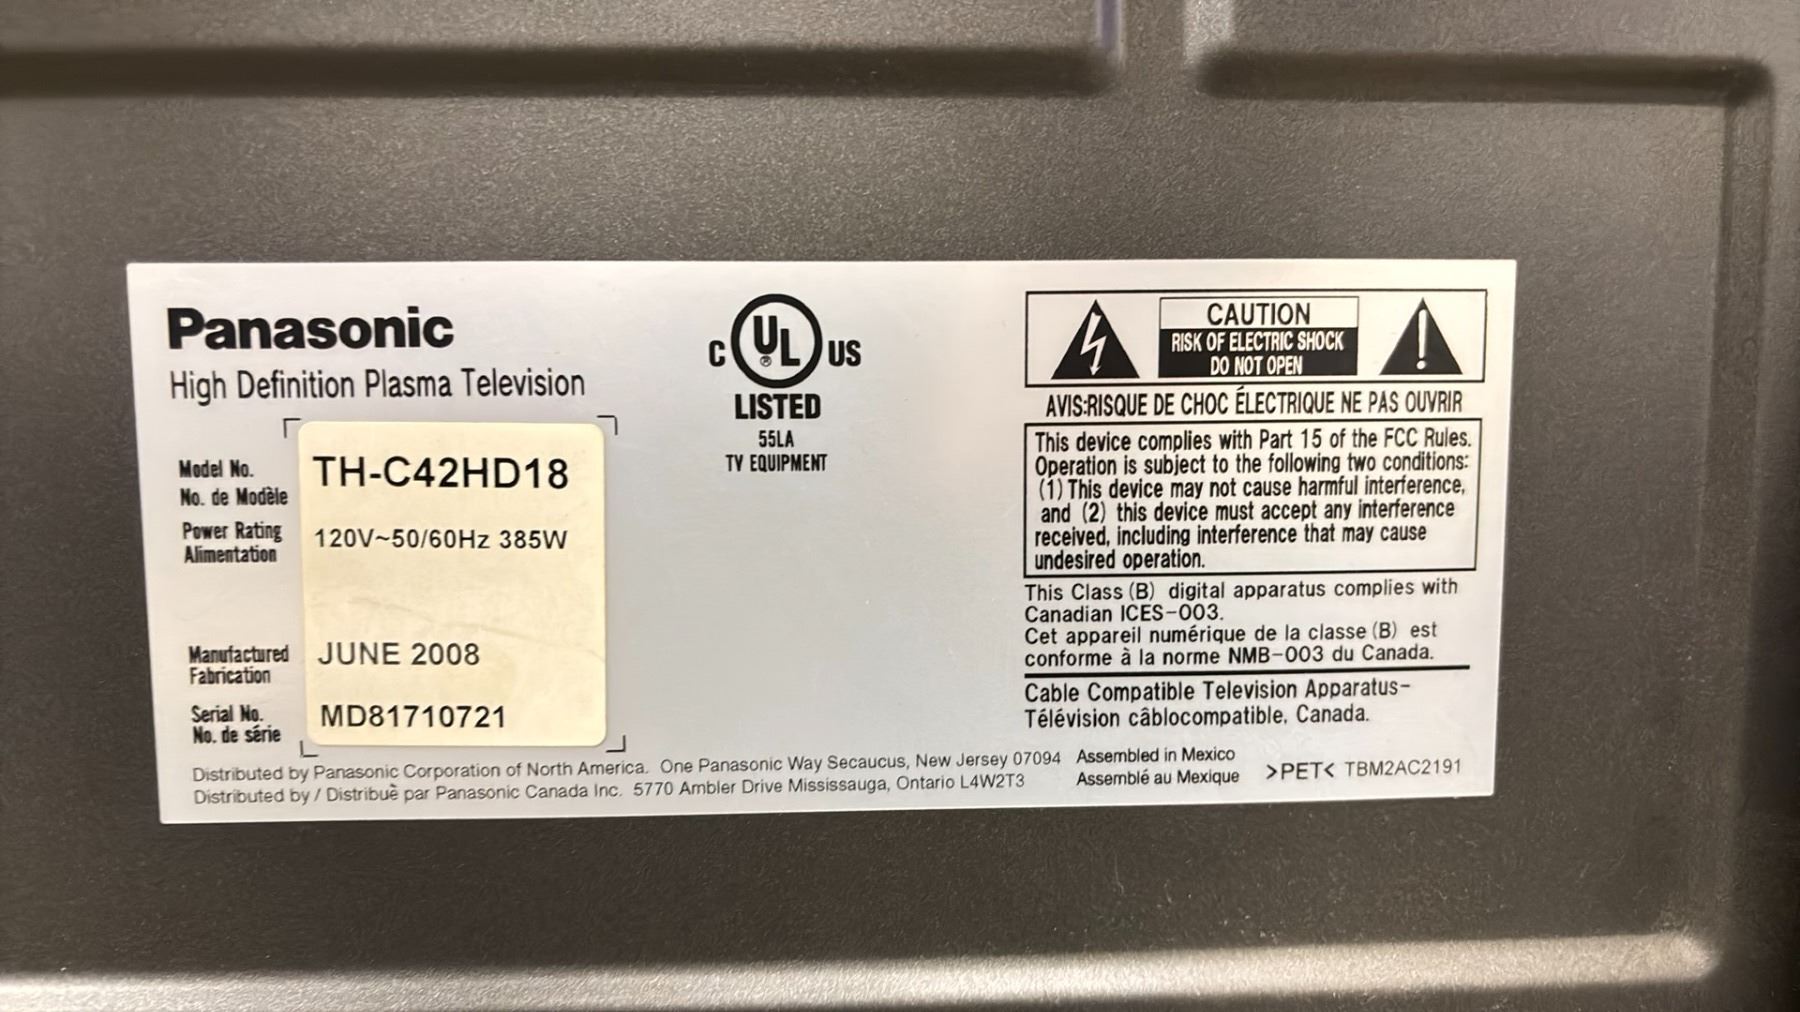 Panasonic
High Definition Plasma Television
Model No.
No. de Modèle
TH-C42HD18
Power Rating
Alimentation
120V~50/60Hz 385W
Manufactured
Fabrication
JUNE 2008
Serial No.
No. de série
MD81710721
C UL US
®
LISTED
55LA
TV EQUIPMENT
CAUTION
RISK OF ELECTRIC SHOCK
DO NOT OPEN
AVIS:RISQUE DE CHOC ÉLECTRIQUE NE PAS OUVRIR
This device complies with Part 15 of the FCC Rules.
Operation is subject to the following two conditions:
(1) This device may not cause harmful interference,
and (2) this device must accept any interference
received, including interference that may cause
undesired operation.
This Class (B) digital apparatus complies with
Canadian ICES-003.
Cet appareil numérique de la classe (B) est
conforme à la norme NMB-003 du Canada.
Cable Compatible Television Apparatus-
Télévision câblocompatible, Canada.
Distributed by Panasonic Corporation of North America. One Panasonic Way Secaucus, New Jersey 07094
Distributed by / Distribuè par Panasonic Canada Inc. 5770 Ambler Drive Mississauga, Ontario L4W2T3
Assembled in Mexico
Assemblé au Mexique
>PET< TBM2AC2191